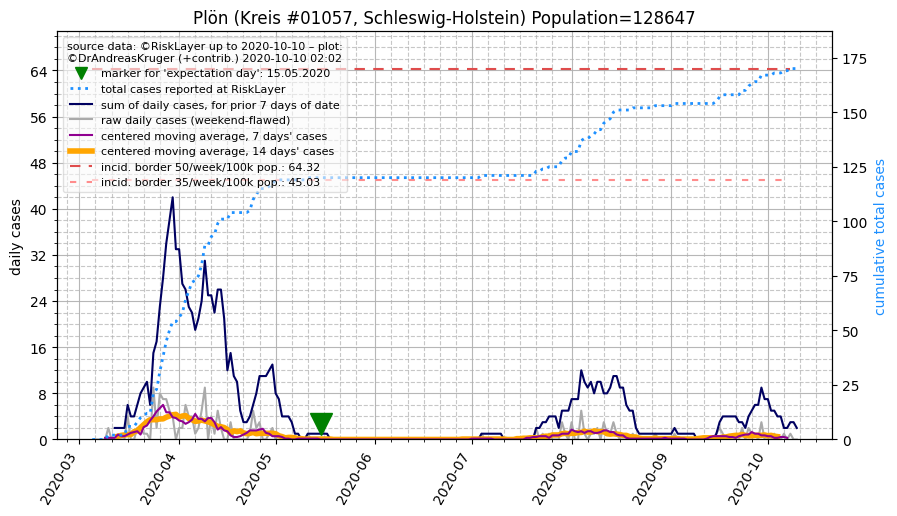 Plön (Kreis #01057, Schleswig-Holstein) Population=128647
source data: ©RiskLayer up to 2020-10-10 – plot:
©DrAndreasKruger (+contrib.) 2020-10-10 02:02
marker for 'expectation day': 15.05.2020
total cases reported at RiskLayer
sum of daily cases, for prior 7 days of date
raw daily cases (weekend-flawed)
centered moving average, 7 days' cases
centered moving average, 14 days' cases
incid. border 50/week/100k pop.: 64.32
incid. border 35/week/100k pop.: 45.03
daily cases
64
56
48
40
32
24
16
8
0
175
150
125
100
75
50
25
0
cumulative total cases
2020-03
2020-04
2020-05
2020-06
2020-07
2020-08
2020-09
2020-10